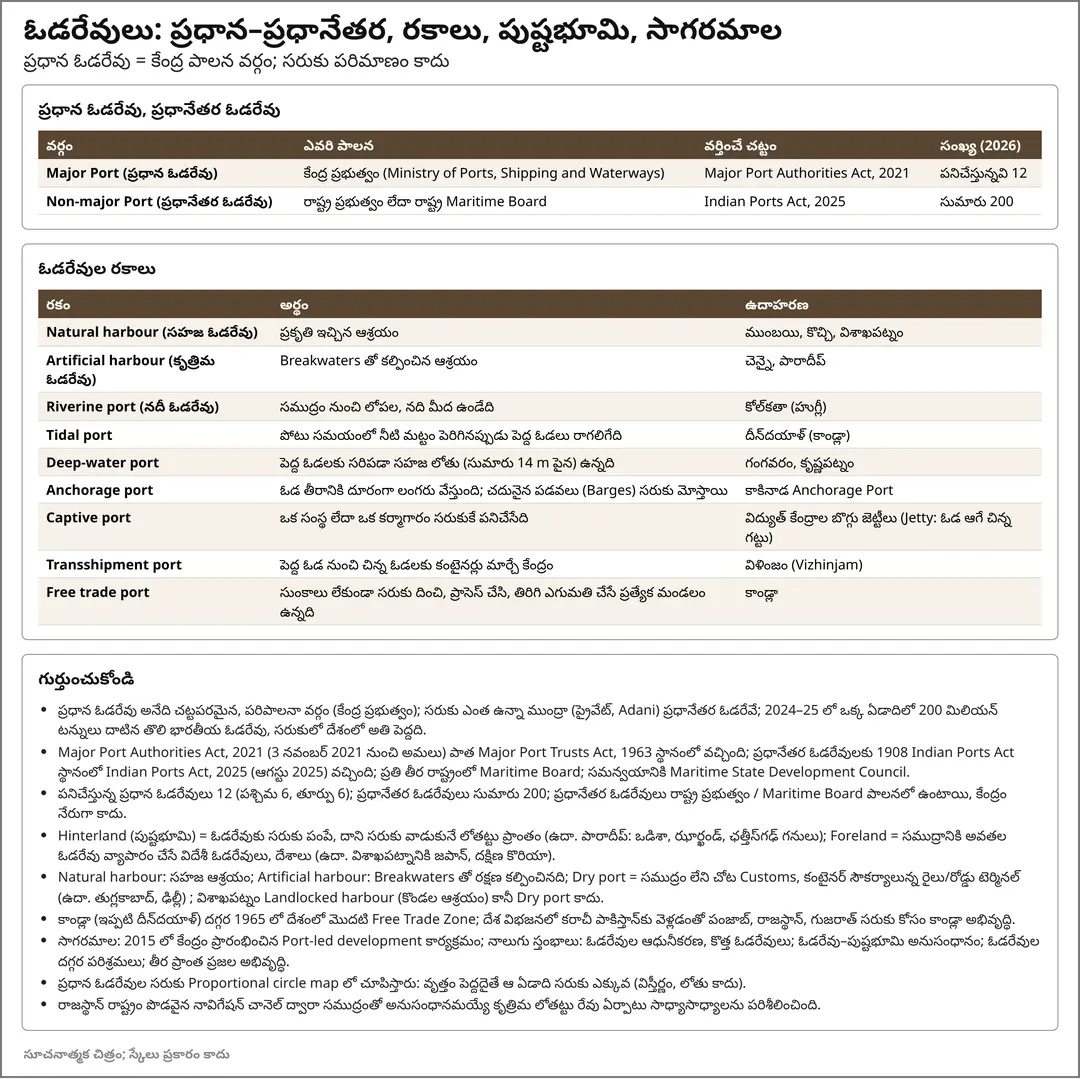 ఓడరేవులు: ప్రధాన–ప్రధానేతర, రకాలు, పుష్టభూమి, సాగరమాల
ప్రధాన ఓడరేవు = కేంద్ర పాలన వర్గం; సరుకు పరిమాణం కాదు
ప్రధాన ఓడరేవు, ప్రధానేతర ఓడరేవు
వర్గం ఎవరి పాలన వర్తించే చట్టం సంఖ్య (2026)
Major Port (ప్రధాన ఓడరేవు) కేంద్ర ప్రభుత్వం (Ministry of Ports, Shipping and Waterways) Major Port Authorities Act, 2021 పనిచేస్తున్నవి 12
Non-major Port (ప్రధానేతర ఓడరేవు) రాష్ట్ర ప్రభుత్వం లేదా రాష్ట్ర Maritime Board Indian Ports Act, 2025 సుమారు 200
ఓడరేవుల రకాలు
రకం అర్థం ఉదాహరణ
Natural harbour (సహజ ఓడరేవు) ప్రకృతి ఇచ్చిన ఆశ్రయం ముంబయి, కొచ్చి, విశాఖపట్నం
Artificial harbour (కృత్రిమ ఓడరేవు) Breakwaters తో కల్పించిన ఆశ్రయం చెన్నై, పారాదీప్
Riverine port (నదీ ఓడరేవు) సముద్రం నుంచి లోపల, నది మీద ఉండేది కోల్‌కతా (హుగ్లీ)
Tidal port పోటు సమయంలో నీటి మట్టం పెరిగినప్పుడు పెద్ద ఓడలు రాగలిగేది దీన్‌దయాళ్ (కాండ్లా)
Deep-water port పెద్ద ఓడలకు సరిపడా సహజ లోతు (సుమారు 14 m పైన) ఉన్నది గంగవరం, కృష్ణపట్నం
Anchorage port ఓడ తీరానికి దూరంగా లంగరు వేస్తుంది; చదునైన పడవలు (Barges) సరుకు మోస్తాయి కాకినాడ Anchorage Port
Captive port ఒక సంస్థ లేదా ఒక కర్మాగారం సరుకుకే పనిచేసేది విద్యుత్ కేంద్రాల బొగ్గు జెట్టీలు (Jetty: ఓడ ఆగే చిన్న గట్టు)
Transshipment port పెద్ద ఓడ నుంచి చిన్న ఓడలకు కంటైనర్లు మార్చే కేంద్రం విళింజం (Vizhinjam)
Free trade port సుంకాలు లేకుండా సరుకు దించి, ప్రాసెస్ చేసి, తిరిగి ఎగుమతి చేసే ప్రత్యేక మండలం ఉన్నది కాండ్లా
గుర్తుంచుకోండి
• ప్రధాన ఓడరేవు అనేది చట్టపరమైన, పరిపాలనా వర్గం (కేంద్ర ప్రభుత్వం); సరుకు ఎంత ఉన్నా ముంద్రా (ప్రైవేట్, Adani) ప్రధానేతర ఓడరేవే; 2024–25 లో ఒక్క ఏడాదిలో 200 మిలియన్
టన్నులు దాటిన తొలి భారతీయ ఓడరేవు, సరుకులో దేశంలో అతి పెద్దది.
• Major Port Authorities Act, 2021 (3 నవంబర్ 2021 నుంచి అమలు) పాత Major Port Trusts Act, 1963 స్థానంలో వచ్చింది; ప్రధానేతర ఓడరేవులకు 1908 Indian Ports Act
స్థానంలో Indian Ports Act, 2025 (ఆగస్టు 2025) వచ్చింది; ప్రతి తీర రాష్ట్రంలో Maritime Board; సమన్వయానికి Maritime State Development Council.
• పనిచేస్తున్న ప్రధాన ఓడరేవులు 12 (పశ్చిమ 6, తూర్పు 6); ప్రధానేతర ఓడరేవులు సుమారు 200; ప్రధానేతర ఓడరేవులు రాష్ట్ర ప్రభుత్వం / Maritime Board పాలనలో ఉంటాయి, కేంద్రం
నేరుగా కాదు.
• Hinterland (పుష్టభూమి) = ఓడరేవుకు సరుకు పంపే, దాని సరుకు వాడుకునే లోతట్టు ప్రాంతం (ఉదా. పారాదీప్: ఒడిశా, ఝార్ఖండ్, ఛత్తీస్‌గఢ్ గనులు); Foreland = సముద్రానికి అవతల
ఓడరేవు వ్యాపారం చేసే విదేశీ ఓడరేవులు, దేశాలు (ఉదా. విశాఖపట్నానికి జపాన్, దక్షిణ కొరియా).
• Natural harbour: సహజ ఆశ్రయం; Artificial harbour: Breakwaters తో రక్షణ కల్పించినది; Dry port = సముద్రం లేని చోట Customs, కంటైనర్ సౌకర్యాలున్న రైలు/రోడ్డు టెర్మినల్
(ఉదా. తుగ్లకాబాద్, ఢిల్లీ) ; విశాఖపట్నం Landlocked harbour (కొండల ఆశ్రయం) కానీ Dry port కాదు.
• కాండ్లా (ఇప్పటి దీన్‌దయాళ్) దగ్గర 1965 లో దేశంలో మొదటి Free Trade Zone; దేశ విభజనలో కరాచీ పాకిస్తాన్‌కు వెళ్లడంతో పంజాబ్, రాజస్థాన్, గుజరాత్ సరుకు కోసం కాండ్లా అభివృద్ధి.
• సాగరమాల: 2015 లో కేంద్రం ప్రారంభించిన Port-led development కార్యక్రమం; నాలుగు స్తంభాలు: ఓడరేవుల ఆధునీకరణ, కొత్త ఓడరేవులు; ఓడరేవు–పుష్టభూమి అనుసంధానం; ఓడరేవుల
దగ్గర పరిశ్రమలు; తీర ప్రాంత ప్రజల అభివృద్ధి.
• ప్రధాన ఓడరేవుల సరుకు Proportional circle map లో చూపిస్తారు: వృత్తం పెద్దదైతే ఆ ఏడాది సరుకు ఎక్కువ (విస్తీర్ణం, లోతు కాదు).
• రాజస్థాన్ రాష్ట్రం పొడవైన నావిగేషన్ చానెల్ ద్వారా సముద్రంతో అనుసంధానమయ్యే కృత్రిమ లోతట్టు రేవు ఏర్పాటు సాధ్యాసాధ్యాలను పరిశీలించింది.
సూచనాత్మక చిత్రం; స్కేలు ప్రకారం కాదు